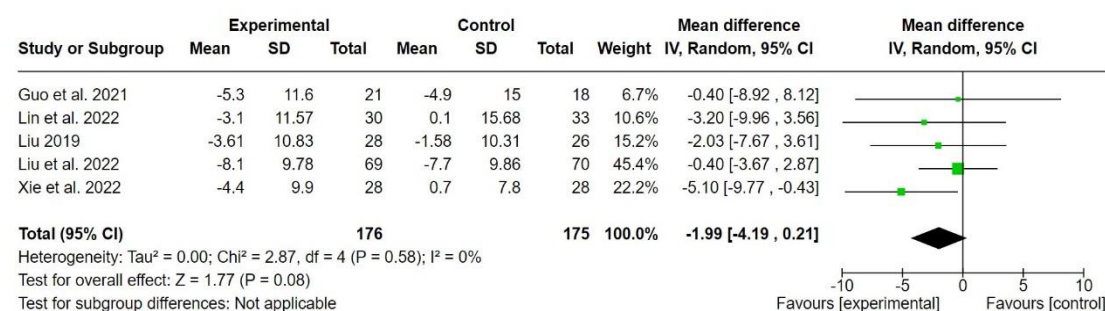 Experimental Control Mean difference Mean difference
Study or Subgroup Mean SD Total Mean SD Total Weight IV, Random, 95% CI IV, Random, 95% CI
Guo et al. 2021 -5.3 11.6 21 -4.9 15 18 6.7% -0.40 [-8.92 , 8.12]
Lin et al. 2022 -3.1 11.57 30 0.1 15.68 33 10.6% -3.20 [-9.96 , 3.56]
Liu 2019 -3.61 10.83 28 -1.58 10.31 26 15.2% -2.03 [-7.67 , 3.61]
Liu et al. 2022 -8.1 9.78 69 -7.7 9.86 70 45.4% -0.40 [-3.67 , 2.87]
Xie et al. 2022 -4.4 9.9 28 0.7 7.8 28 22.2% -5.10 [-9.77 , -0.43]
Total (95% CI) 176 175 100.0% -1.99 [-4.19 , 0.21]
Heterogeneity: Tau² = 0.00; Chi² = 2.87, df = 4 (P = 0.58); I² = 0%
Test for overall effect: Z = 1.77 (P = 0.08) -10 -5 0 5 10
Test for subgroup differences: Not applicable Favours [experimental] Favours [control]